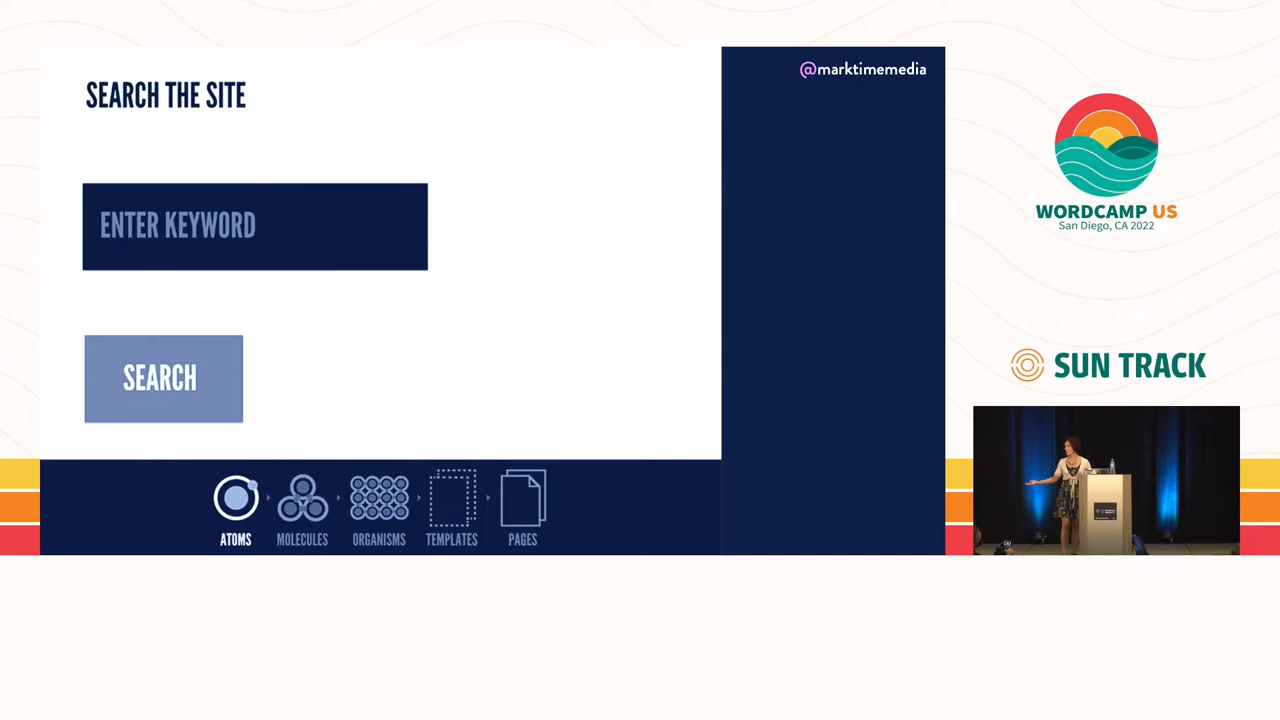 SEARCH THE SITE
ENTER KEYWORD
SEARCH
ATOMS
MOLECULES
ORGANISMS
TEMPLATES
PAGES
@marktimemedia
WORDCAMP US
San Diego, CA 2022
SUN TRACK